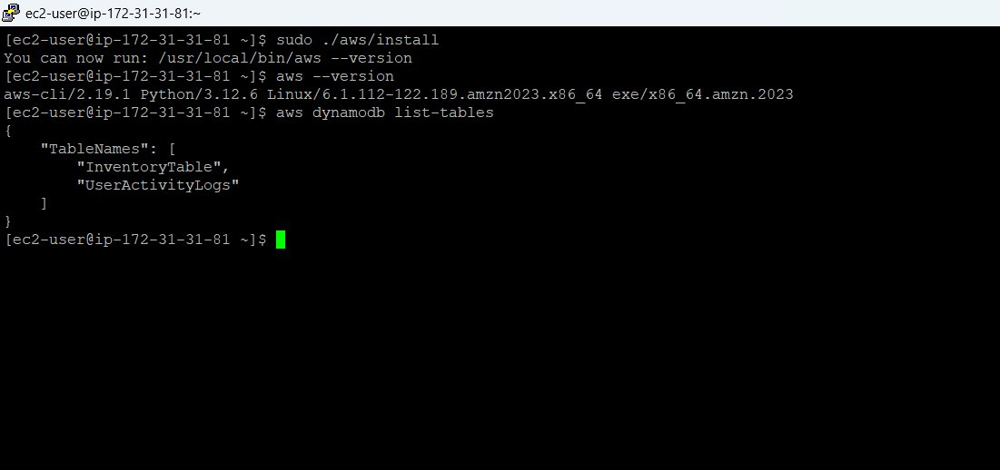 ec2-user@ip-172-31-31-81:~
[ec2-user@ip-172-31-31-81 ~]$ sudo ./aws/install
You can now run: /usr/local/bin/aws --version
[ec2-user@ip-172-31-31-81 ~]$ aws --version
aws-cli/2.19.1 Python/3.12.6 Linux/6.1.112-122.189.amzn2023.x86_64 exe/x86_64.amzn.2023
[ec2-user@ip-172-31-31-81 ~]$ aws dynamodb list-tables
{
    "TableNames": [
        "InventoryTable",
        "UserActivityLogs"
    ]
}
[ec2-user@ip-172-31-31-81 ~]$